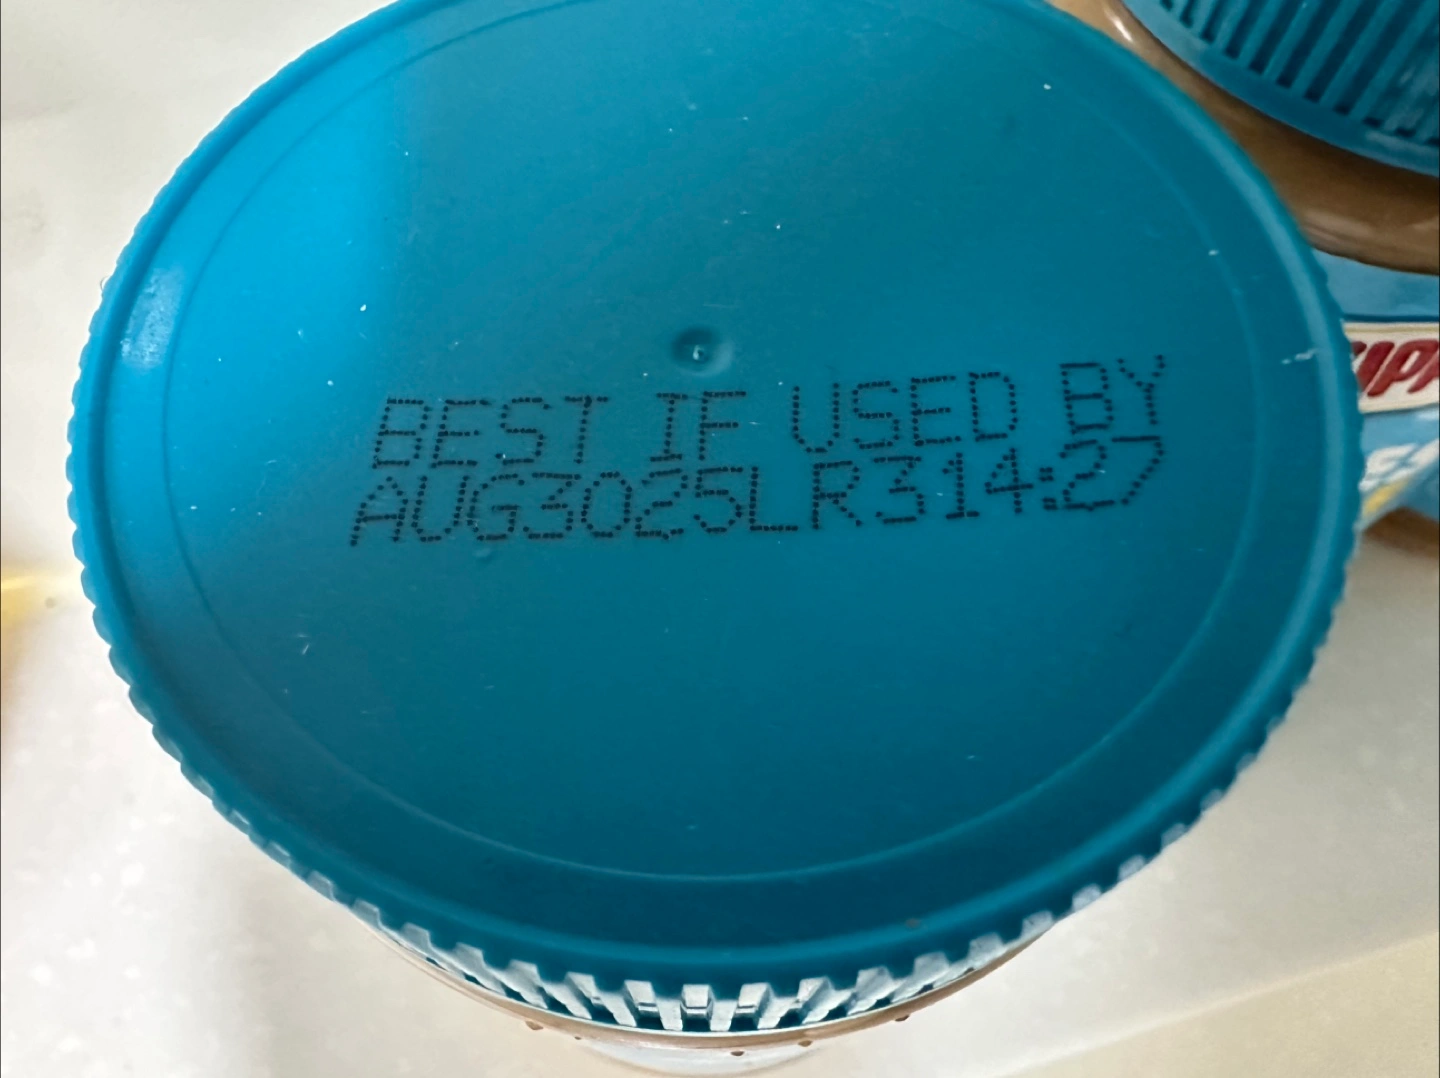 BEST IF USED BY
AUG3025LR314:27